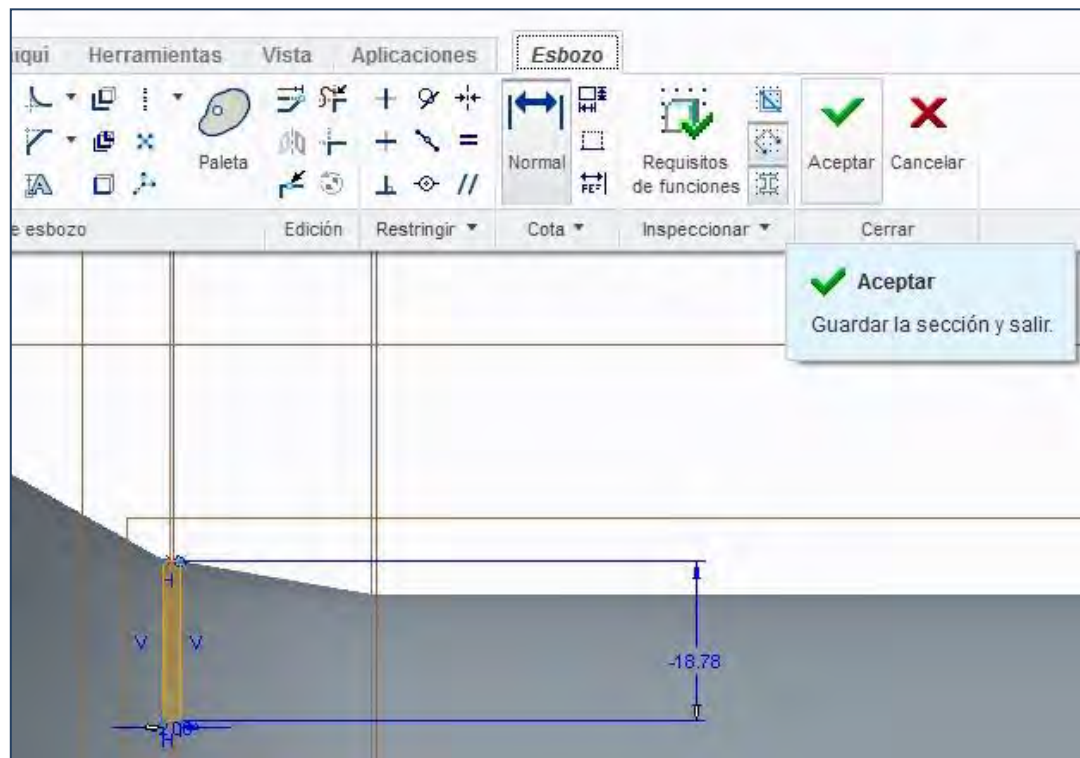 Herramientas Vista Aplicaciones Esbozo
Paleta
Normal
REF
Requisitos
de funciones
Aceptar Cancelar
e esbozo Edición Restringir Cota Inspeccionar Cerrar
Aceptar
Guardar la sección y salir.
V V
-18.78
H